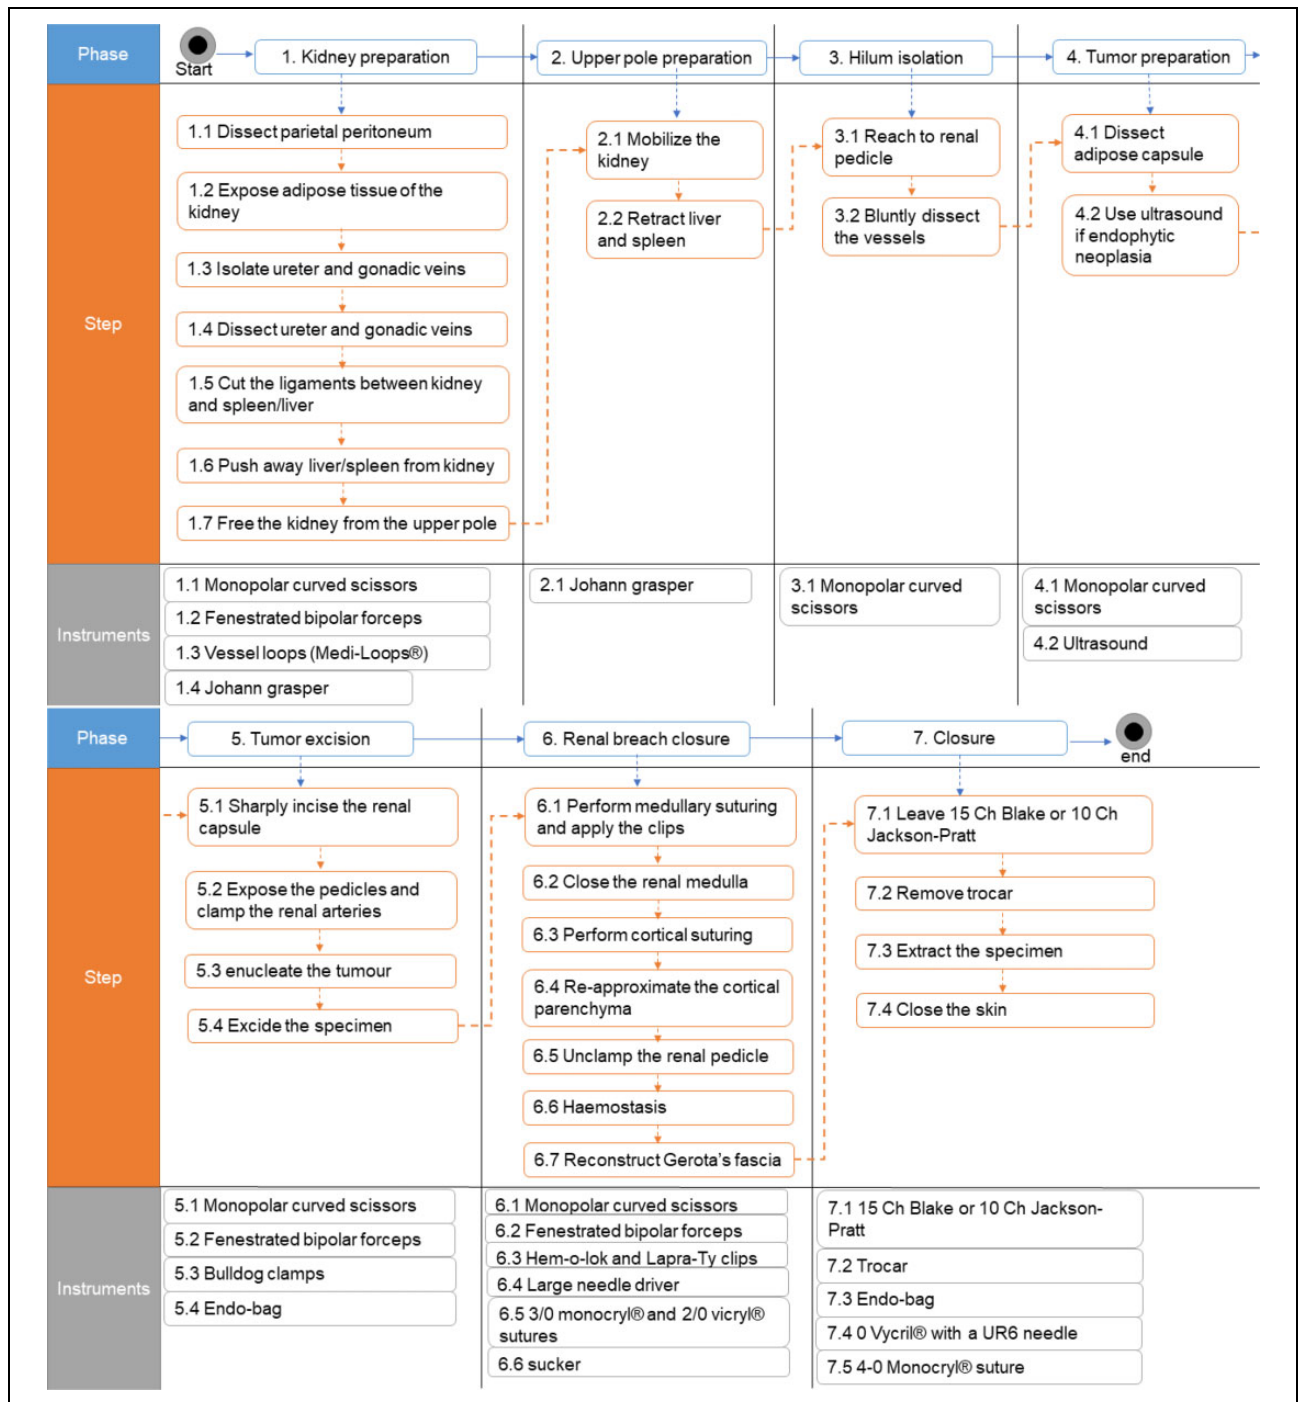 Phase
Start
1. Kidney preparation
2. Upper pole preparation
3. Hilum isolation
4. Tumor preparation
Step
1.1 Dissect parietal peritoneum
1.2 Expose adipose tissue of the
kidney
1.3 Isolate ureter and gonadic veins
1.4 Dissect ureter and gonadic veins
1.5 Cut the ligaments between kidney
and spleen/liver
1.6 Push away liver/spleen from kidney
1.7 Free the kidney from the upper pole
2.1 Mobilize the
kidney
2.2 Retract liver
and spleen
3.1 Reach to renal
pedicle
3.2 Bluntly dissect
the vessels
4.1 Dissect
adipose capsule
4.2 Use ultrasound
if endophytic
neoplasia
Instruments
1.1 Monopolar curved scissors
1.2 Fenestrated bipolar forceps
1.3 Vessel loops (Medi-Loops®)
1.4 Johann grasper
2.1 Johann grasper
3.1 Monopolar curved
scissors
4.1 Monopolar curved
scissors
4.2 Ultrasound
Phase
5. Tumor excision
6. Renal breach closure
7. Closure
end
Step
5.1 Sharply incise the renal
capsule
5.2 Expose the pedicles and
clamp the renal arteries
5.3 enucleate the tumour
5.4 Excide the specimen
6.1 Perform medullary suturing
and apply the clips
6.2 Close the renal medulla
6.3 Perform cortical suturing
6.4 Re-approximate the cortical
parenchyma
6.5 Unclamp the renal pedicle
6.6 Haemostasis
6.7 Reconstruct Gerota's fascia
7.1 Leave 15 Ch Blake or 10 Ch
Jackson-Pratt
7.2 Remove trocar
7.3 Extract the specimen
7.4 Close the skin
Instruments
5.1 Monopolar curved scissors
5.2 Fenestrated bipolar forceps
5.3 Bulldog clamps
5.4 Endo-bag
6.1 Monopolar curved scissors
6.2 Fenestrated bipolar forceps
6.3 Hem-o-lok and Lapra-Ty clips
6.4 Large needle driver
6.5 3/0 monocryl® and 2/0 vicryl®
sutures
6.6 sucker
7.1 15 Ch Blake or 10 Ch Jackson-
Pratt
7.2 Trocar
7.3 Endo-bag
7.4 0 Vycril® with a UR6 needle
7.5 4-0 Monocryl® suture